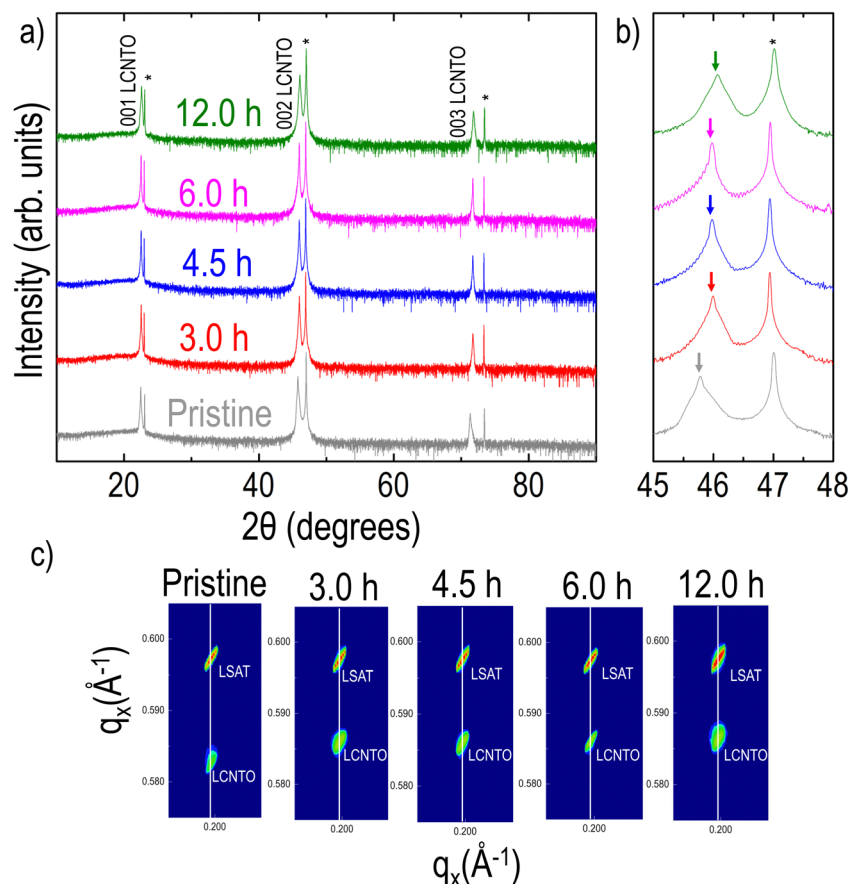 a)
b)
001 LCNTO
*
002 LCNTO
*
003 LCNTO
*
*
12.0 h
6.0 h
4.5 h
3.0 h
Pristine
Intensity (arb. units)
20 40 60 80
2θ (degrees)
45 46 47 48
c)
Pristine 3.0 h 4.5 h 6.0 h 12.0 h
qx(Å-1)
0.600
0.590
0.580
LSAT
LCNTO
0.200
0.600
0.590
0.580
LSAT
LCNTO
0.200
0.600
0.590
0.580
LSAT
LCNTO
0.200
0.600
0.590
0.580
LSAT
LCNTO
0.200
0.600
0.590
0.580
LSAT
LCNTO
0.200
qx(Å-1)